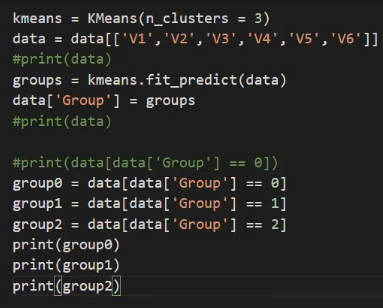 kmeans = KMeans(n_clusters = 3)
data = data[['V1','V2','V3','V4','V5','V6']]
#print(data)
groups = kmeans.fit_predict(data)
data['Group'] = groups
#print(data)
#print(data[data['Group'] == 0])
group0 = data[data['Group'] == 0]
group1 = data[data['Group'] == 1]
group2 = data[data['Group'] == 2]
print(group0)
print(group1)
print(group2)